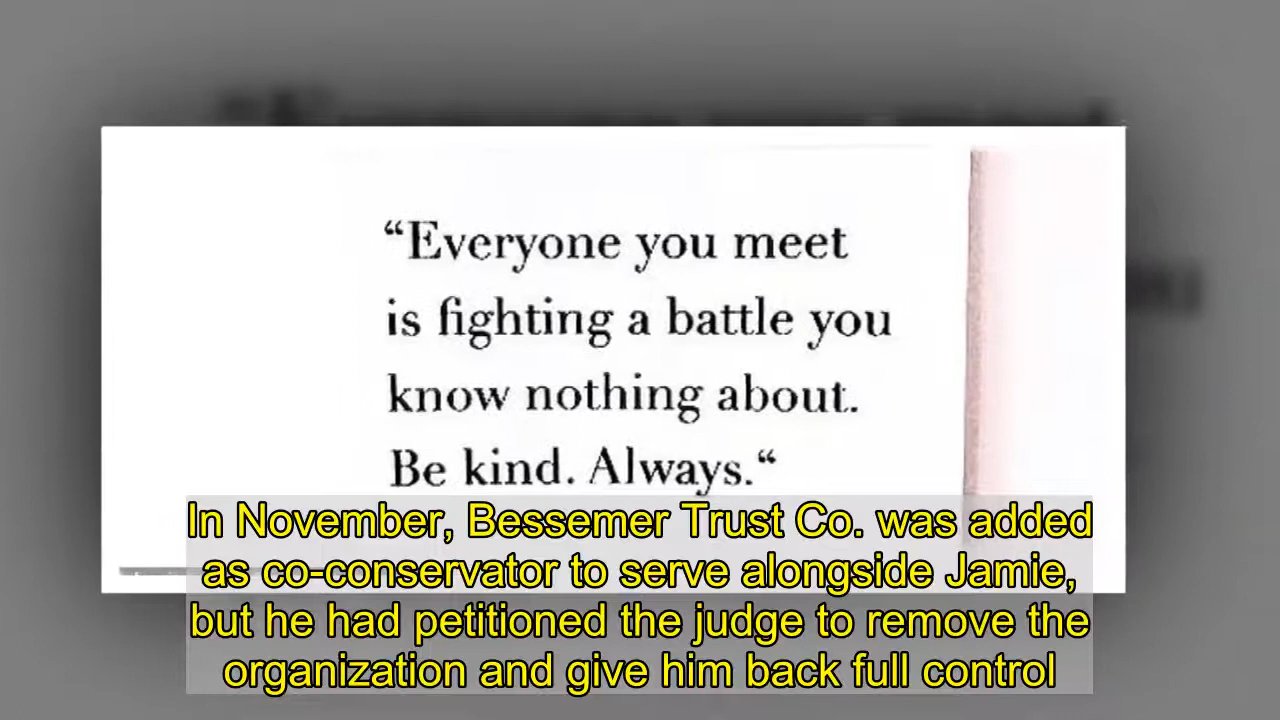 “Everyone you meet
is fighting a battle you
know nothing about.
Be kind. Always.“
In November, Bessemer Trust Co. was added
as co-conservator to serve alongside Jamie,
but he had petitioned the judge to remove the
organization and give him back full control